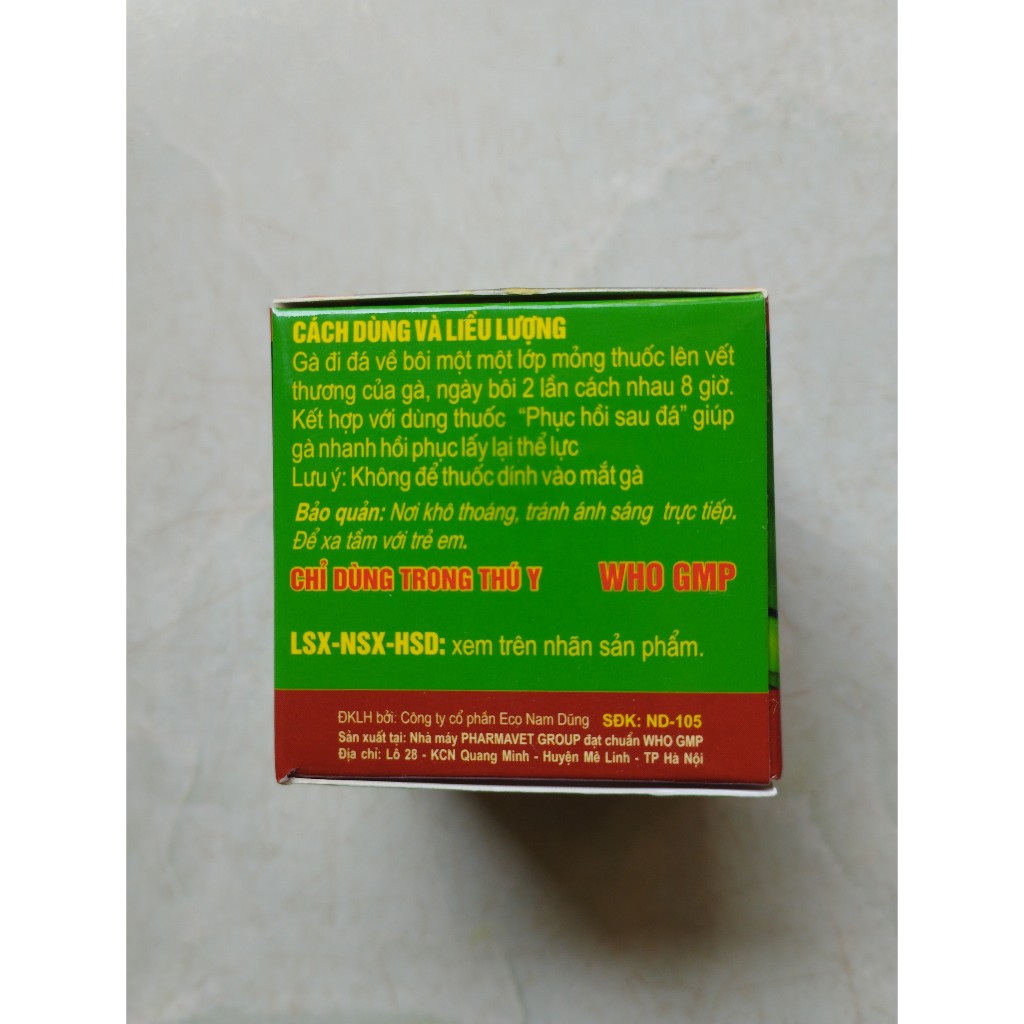 CÁCH DÙNG VÀ LIỀU LƯỢNG
Gà đi đá về bôi một một lớp mỏng thuốc lên vết
thương của gà, ngày bôi 2 lần cách nhau 8 giờ.
Kết hợp với dùng thuốc “Phục hồi sau đá” giúp
gà nhanh hồi phục lấy lại thể lực
Lưu ý: Không để thuốc dính vào mắt gà
Bảo quản: Nơi khô thoáng, tránh ánh sáng trực tiếp.
Để xa tầm với trẻ em.
CHỈ DÙNG TRONG THÚ Y WHO GMP
LSX-NSX-HSD: xem trên nhãn sản phẩm.
ĐKLH bởi: Công ty cổ phần Eco Nam Dũng SĐK: ND-105
Sản xuất tại: Nhà máy PHARMAVET GROUP đạt chuẩn WHO GMP
Địa chỉ: Lô 28 - KCN Quang Minh - Huyện Mê Linh - TP Hà Nội